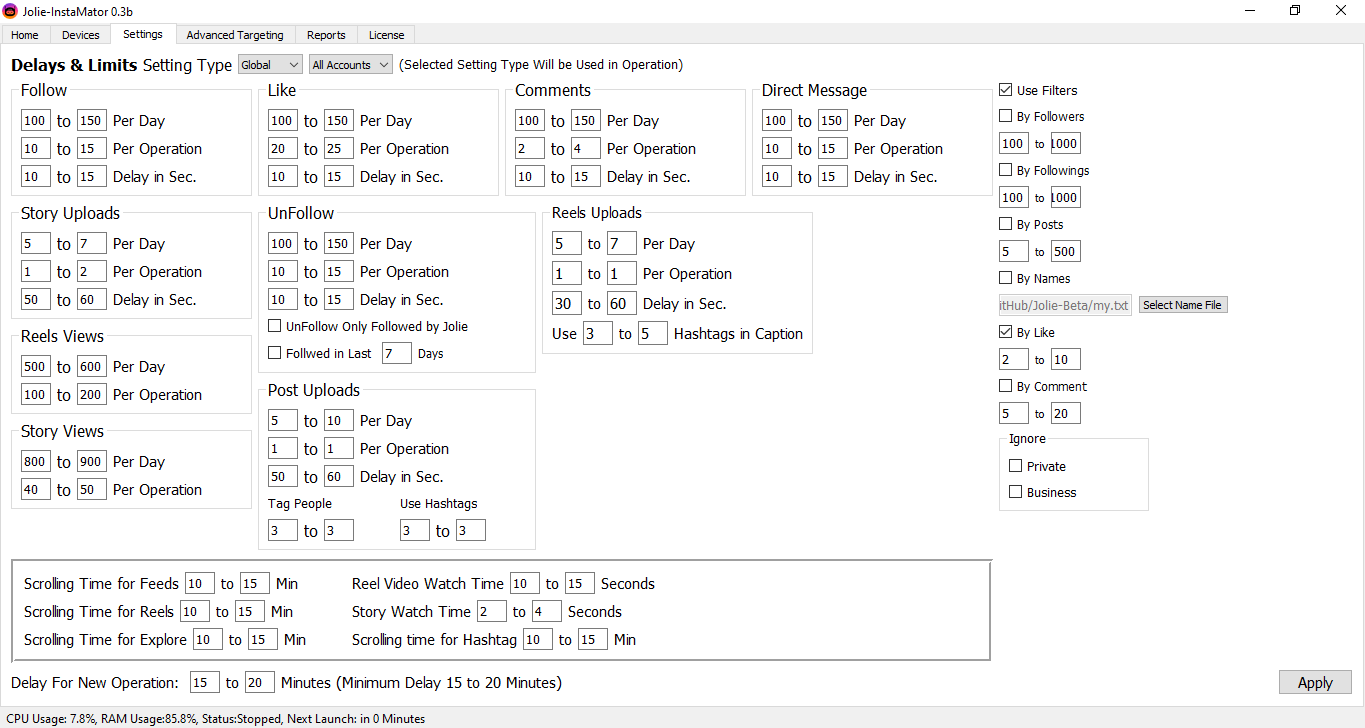 Jolie-InstaMator 0.3b
Home Devices Settings Advanced Targeting Reports License
Delays & Limits Setting Type Global All Accounts (Selected Setting Type Will be Used in Operation)
Follow
100 to 150 Per Day
10 to 15 Per Operation
10 to 15 Delay in Sec.
Like
100 to 150 Per Day
20 to 25 Per Operation
10 to 15 Delay in Sec.
Comments
100 to 150 Per Day
2 to 4 Per Operation
10 to 15 Delay in Sec.
Direct Message
100 to 150 Per Day
10 to 15 Per Operation
10 to 15 Delay in Sec.
Story Uploads
5 to 7 Per Day
1 to 2 Per Operation
50 to 60 Delay in Sec.
UnFollow
100 to 150 Per Day
10 to 15 Per Operation
10 to 15 Delay in Sec.
UnFollow Only Followed by Jolie
Follwed in Last 7 Days
Reels Uploads
5 to 7 Per Day
1 to 1 Per Operation
30 to 60 Delay in Sec.
Use 3 to 5 Hashtags in Caption
Reels Views
500 to 600 Per Day
100 to 200 Per Operation
Story Views
800 to 900 Per Day
40 to 50 Per Operation
Post Uploads
5 to 10 Per Day
1 to 1 Per Operation
50 to 60 Delay in Sec.
Tag People Use Hashtags
3 to 3 3 to 3
Use Filters
By Followers
100 to 1000
By Followings
100 to 1000
By Posts
5 to 500
By Names
itHub/Jolie-Beta/my.txt Select Name File
By Like
2 to 10
By Comment
5 to 20
Ignore
Private
Business
Scrolling Time for Feeds 10 to 15 Min Reel Video Watch Time 10 to 15 Seconds
Scrolling Time for Reels 10 to 15 Min Story Watch Time 2 to 4 Seconds
Scrolling Time for Explore 10 to 15 Min Scrolling time for Hashtag 10 to 15 Min
Delay For New Operation: 15 to 20 Minutes (Minimum Delay 15 to 20 Minutes)
Apply
CPU Usage: 7.8%, RAM Usage:85.8%, Status:Stopped, Next Launch: in 0 Minutes